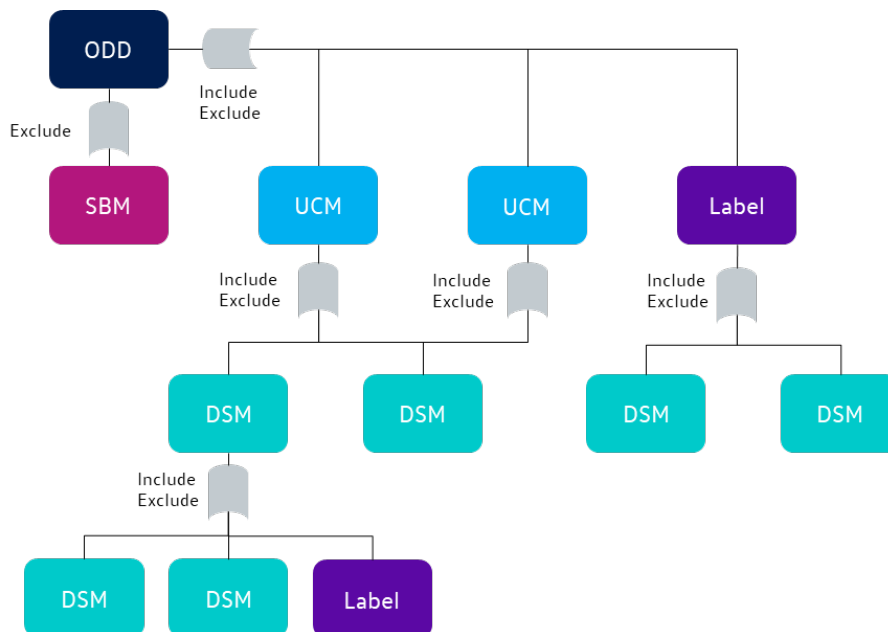 ODD
Include
Exclude
Exclude
SBM
UCM
UCM
Label
Include
Exclude
Include
Exclude
Include
Exclude
DSM
DSM
DSM
DSM
Include
Exclude
DSM
DSM
Label